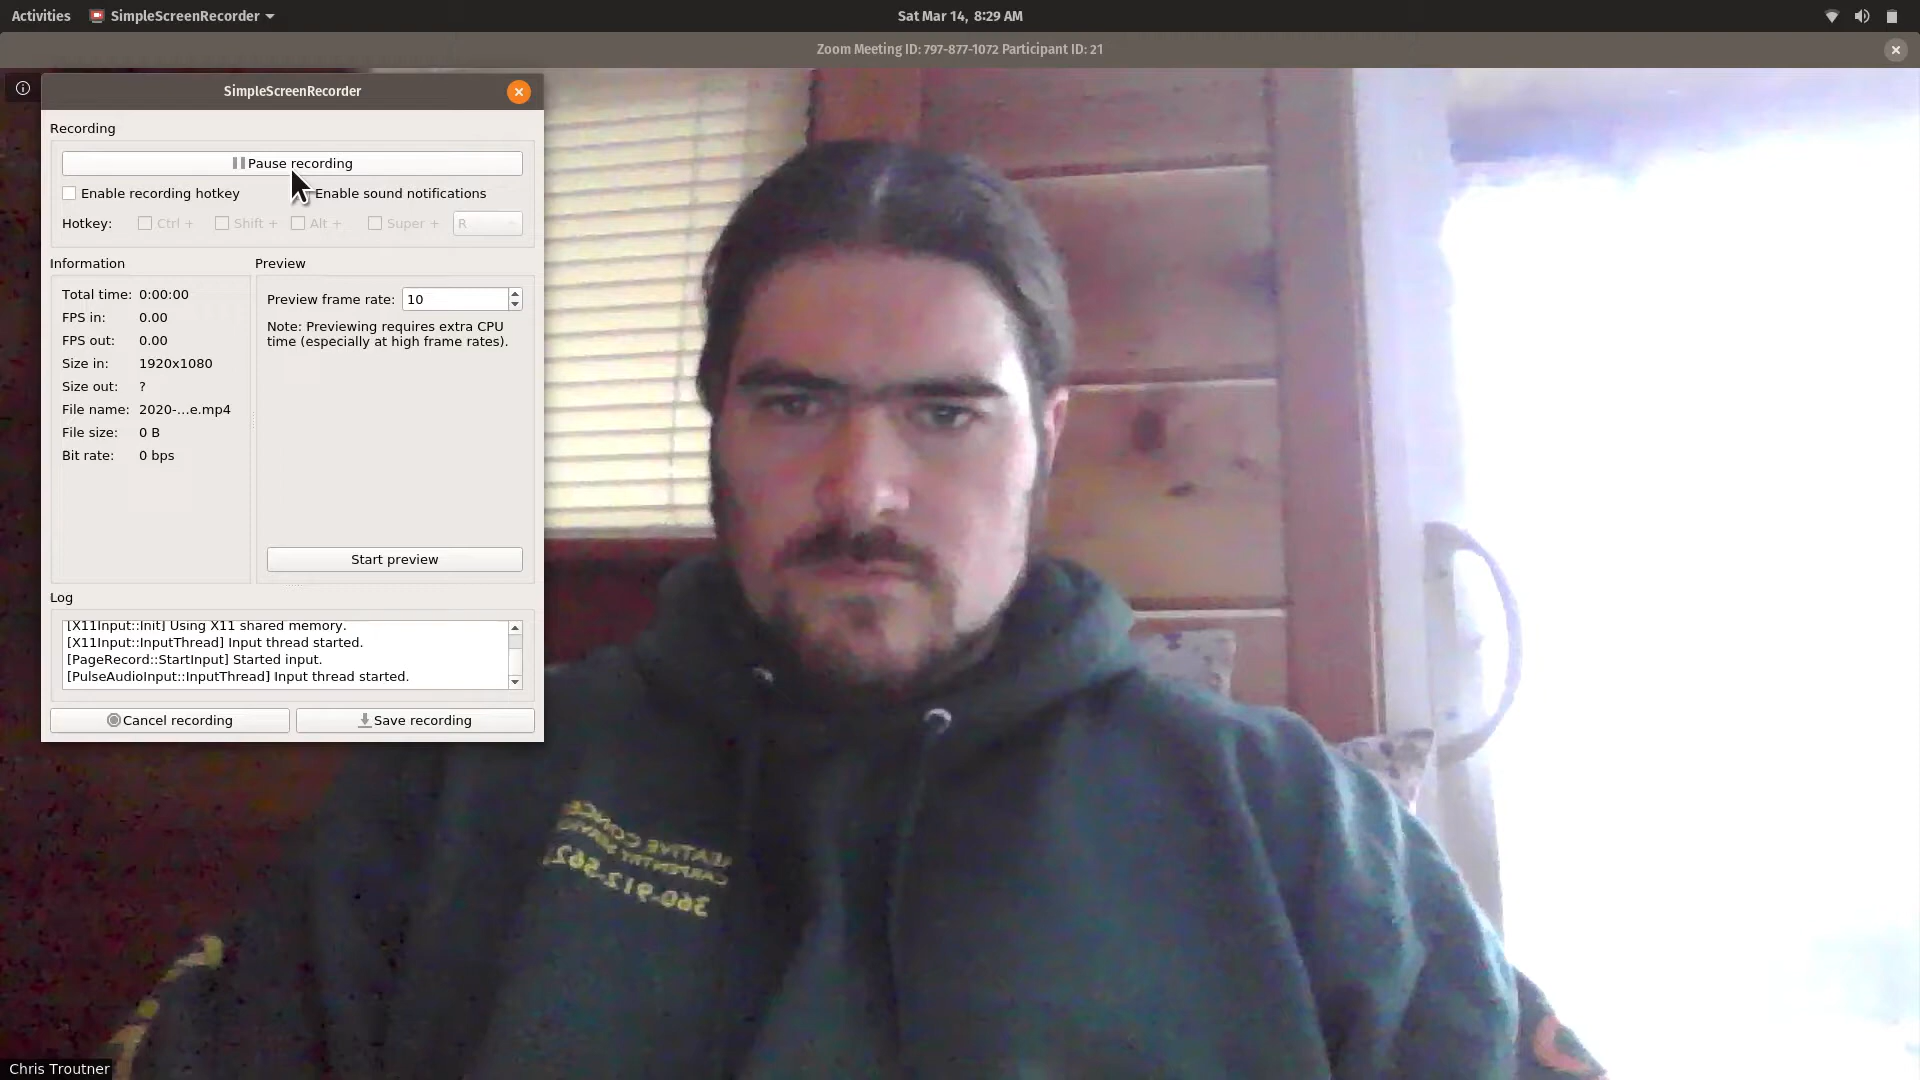 Activities
SimpleScreenRecorder
Sat Mar 14, 8:29 AM
Zoom Meeting ID: 797-877-1072 Participant ID: 21
SimpleScreenRecorder
Recording
Pause recording
Enable recording hotkey
Enable sound notifications
Hotkey: Ctrl + Shift + Alt + Super + R
Information
Total time: 0:00:00
FPS in: 0.00
FPS out: 0.00
Size in: 1920x1080
Size out: ?
File name: 2020-...e.mp4
File size: 0 B
Bit rate: 0 bps
Preview
Preview frame rate: 10
Note: Previewing requires extra CPU
time (especially at high frame rates).
Start preview
Log
[X11Input::Init] Using X11 shared memory.
[X11Input::InputThread] Input thread started.
[PageRecord::StartInput] Started input.
[PulseAudioInput::InputThread] Input thread started.
Cancel recording
Save recording
CARPENTRY
360-912-562
Chris Troutner